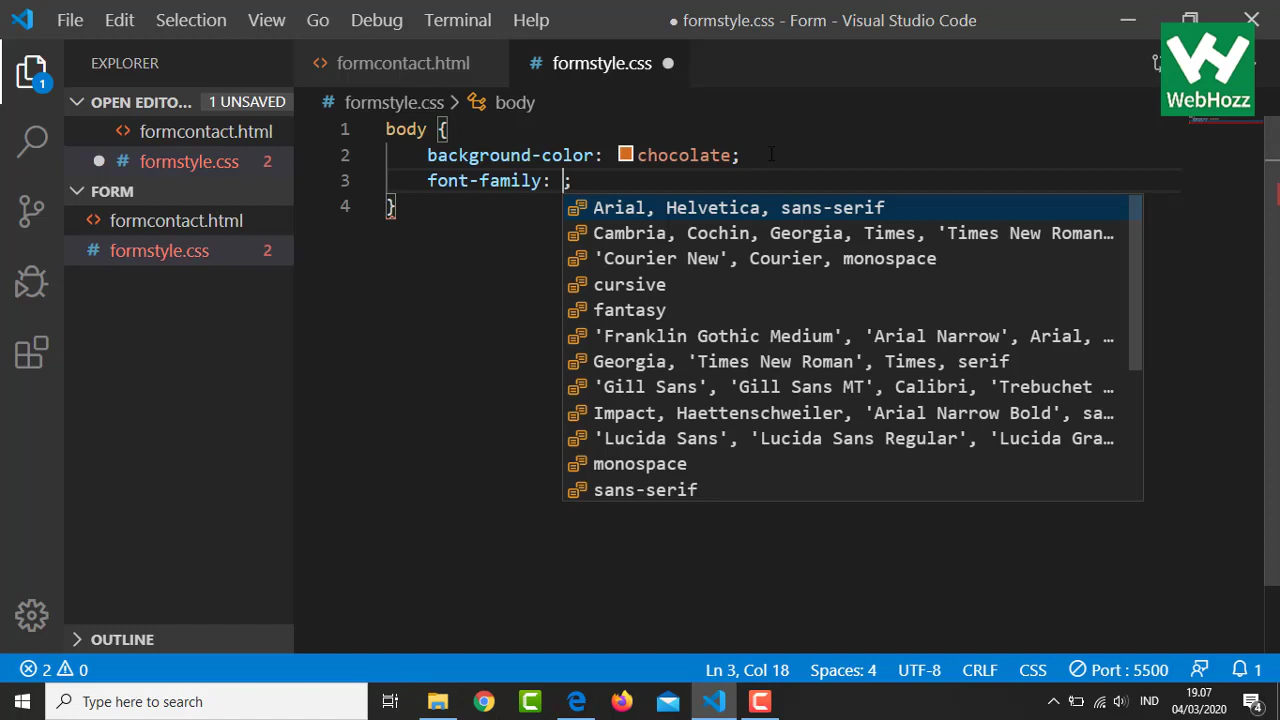 File Edit Selection View Go Debug Terminal Help
● formstyle.css - Form - Visual Studio Code
WebHozz
EXPLORER
OPEN EDITO... 1 UNSAVED
<> formcontact.html
# formstyle.css 2
FORM
<> formcontact.html
# formstyle.css 2
OUTLINE
1
<> formcontact.html
# formstyle.css
# formstyle.css > body
1 body {
2 background-color: chocolate;
3 font-family: ;
4 }
Arial, Helvetica, sans-serif
Cambria, Cochin, Georgia, Times, 'Times New Roman...
'Courier New', Courier, monospace
cursive
fantasy
'Franklin Gothic Medium', 'Arial Narrow', Arial, ...
Georgia, 'Times New Roman', Times, serif
'Gill Sans', 'Gill Sans MT', Calibri, 'Trebuchet ...
Impact, Haettenschweiler, 'Arial Narrow Bold', sa...
'Lucida Sans', 'Lucida Sans Regular', 'Lucida Gra...
monospace
sans-serif
2 0 Ln 3, Col 18 Spaces: 4 UTF-8 CRLF CSS Port : 5500 1
Type here to search
IND
19.07
04/03/2020
4